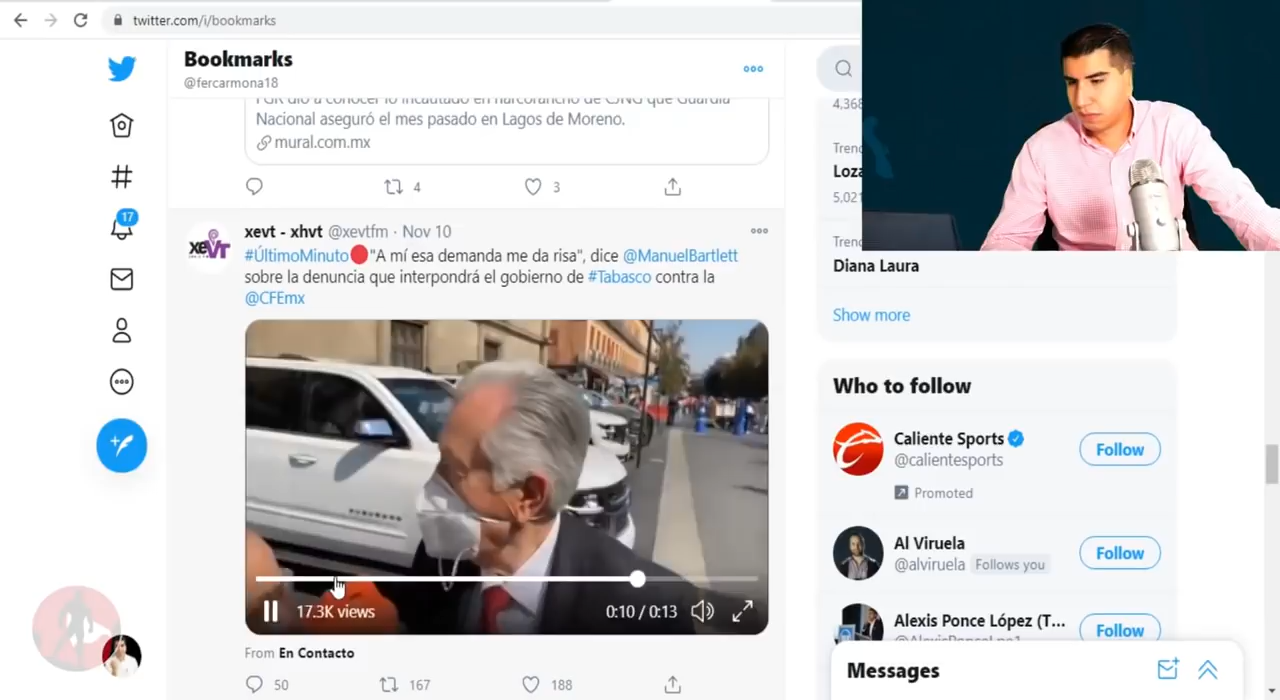 twitter.com/i/bookmarks
Bookmarks
@fercarmona18
FGR dio a conocer lo incautado en narcorancho de CJNG que Guardia
Nacional aseguró el mes pasado en Lagos de Moreno.
mural.com.mx
4
3
xevt - xhvt @xevtfm · Nov 10
#ÚltimoMinuto "A mí esa demanda me da risa", dice @ManuelBartlett
sobre la denuncia que interpondrá el gobierno de #Tabasco contra la
@CFEmx
xeVT
SUBURBAN
17.3K views
0:10 / 0:13
From En Contacto
50
167
188
17
4,368
Trend
Loza
5,021
Trend
Diana Laura
Show more
Who to follow
Caliente Sports
@calientesports
Follow
Promoted
Al Viruela
@alviruela Follows you
Follow
Alexis Ponce López (T...
@AlexisPonceLpo1
Follow
Messages